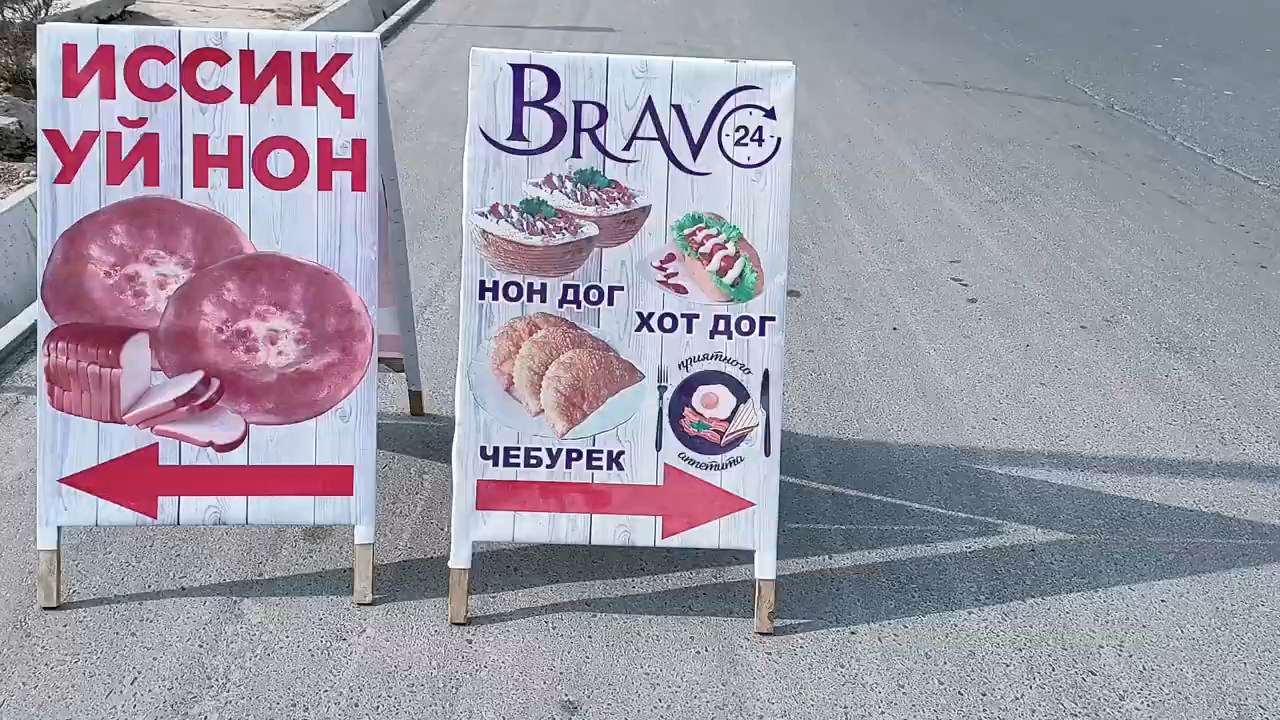 ИССИҚ
УЙ НОН
BRAVO
24
НОН ДОГ
ХОТ ДОГ
ЧЕБУРЕК
приятного
аппетита